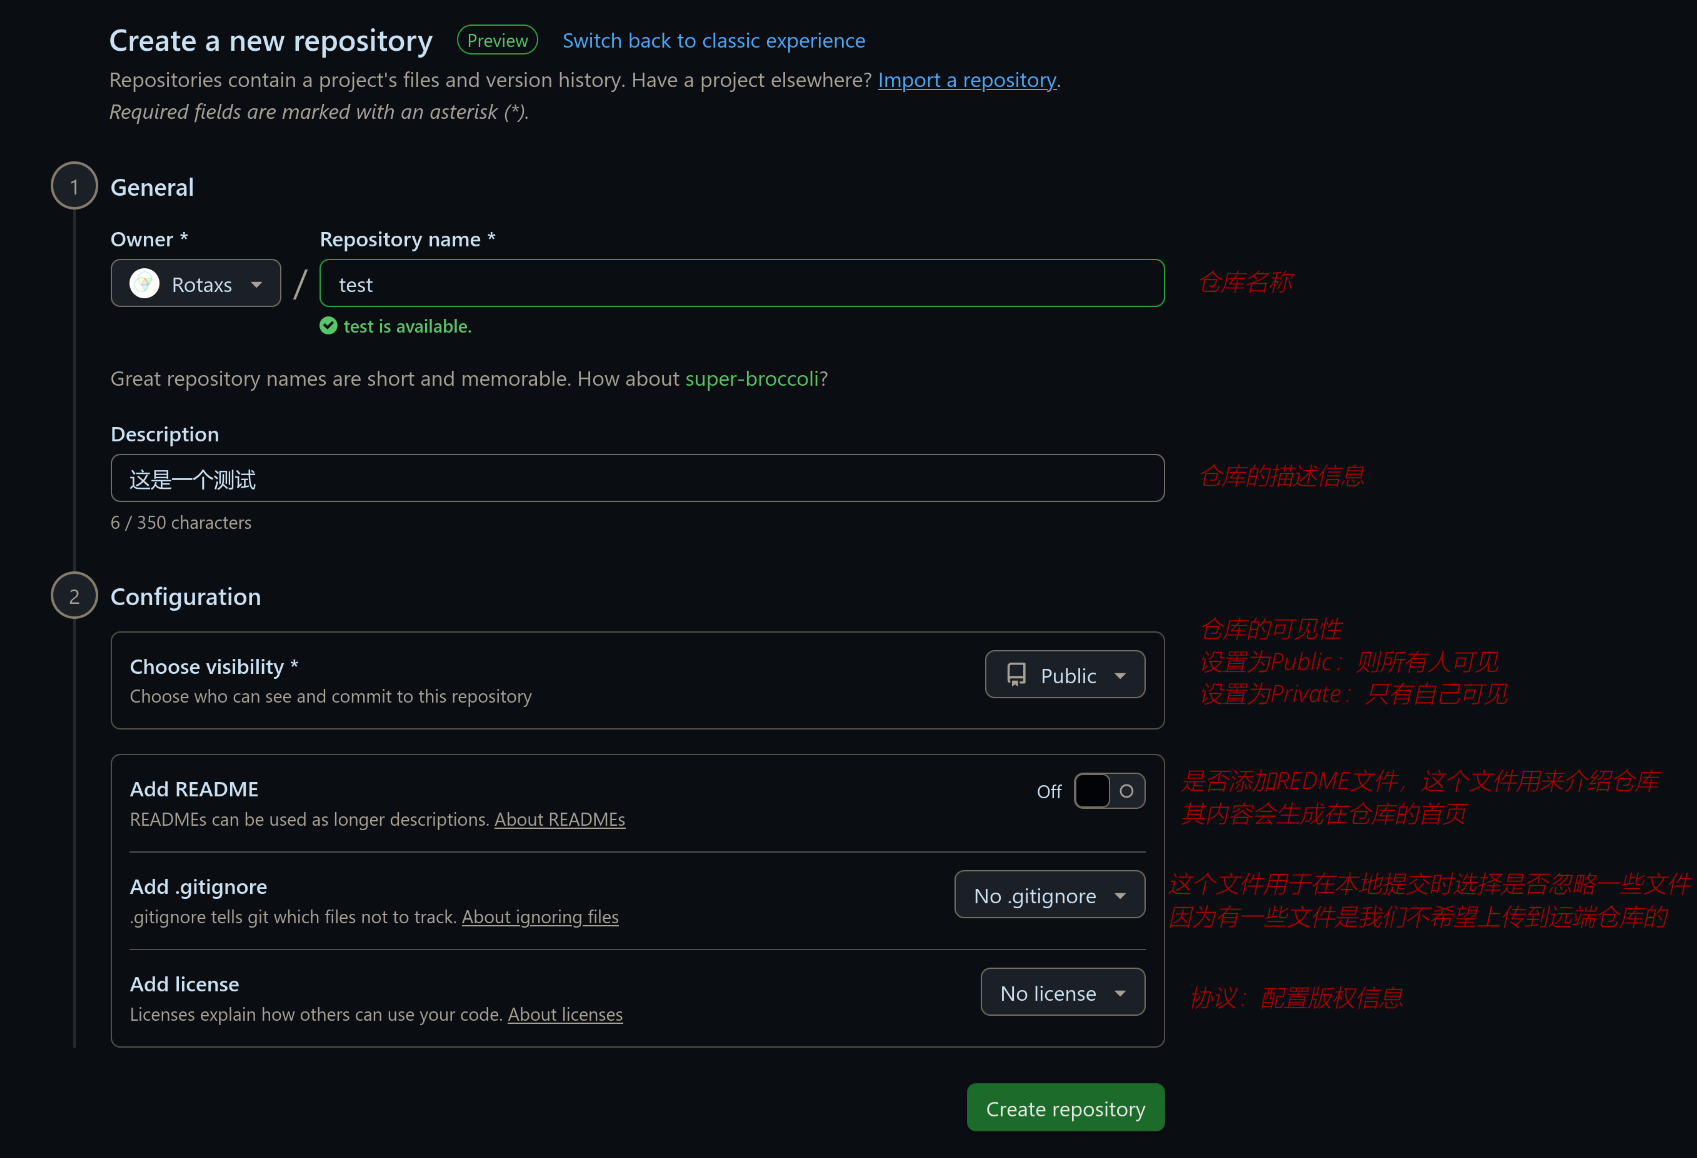 Create a new repository Preview Switch back to classic experience
Repositories contain a project's files and version history. Have a project elsewhere? Import a repository.
Required fields are marked with an asterisk (*).
1 General
Owner * Repository name *
Rotaxs / test 仓库名称
test is available.
Great repository names are short and memorable. How about super-broccoli?
Description
这是一个测试 仓库的描述信息
6 / 350 characters
2 Configuration
仓库的可见性
设置为Public：则所有人可见
设置为Private：只有自己可见
Choose visibility * Public
Choose who can see and commit to this repository
Add README Off
READMEs can be used as longer descriptions. About READMEs
是否添加REDME文件，这个文件用来介绍仓库
其内容会生成在仓库的首页
Add .gitignore No .gitignore
.gitignore tells git which files not to track. About ignoring files
这个文件用于在本地提交时选择是否忽略一些文件
因为有一些文件是我们不希望上传到远端仓库的
Add license No license
Licenses explain how others can use your code. About licenses
协议：配置版权信息
Create repository